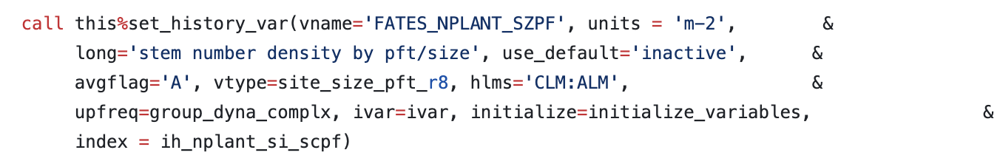 call this%set_history_var(vname='FATES_NPLANT_SZPF', units = 'm-2', &
long='stem number density by pft/size', use_default='inactive', &
avgflag='A', vtype=site_size_pft_r8, hlms='CLM:ALM', &
upfreq=group_dyna_complx, ivar=ivar, initialize=initialize_variables, &
index = ih_nplant_si_scpf)